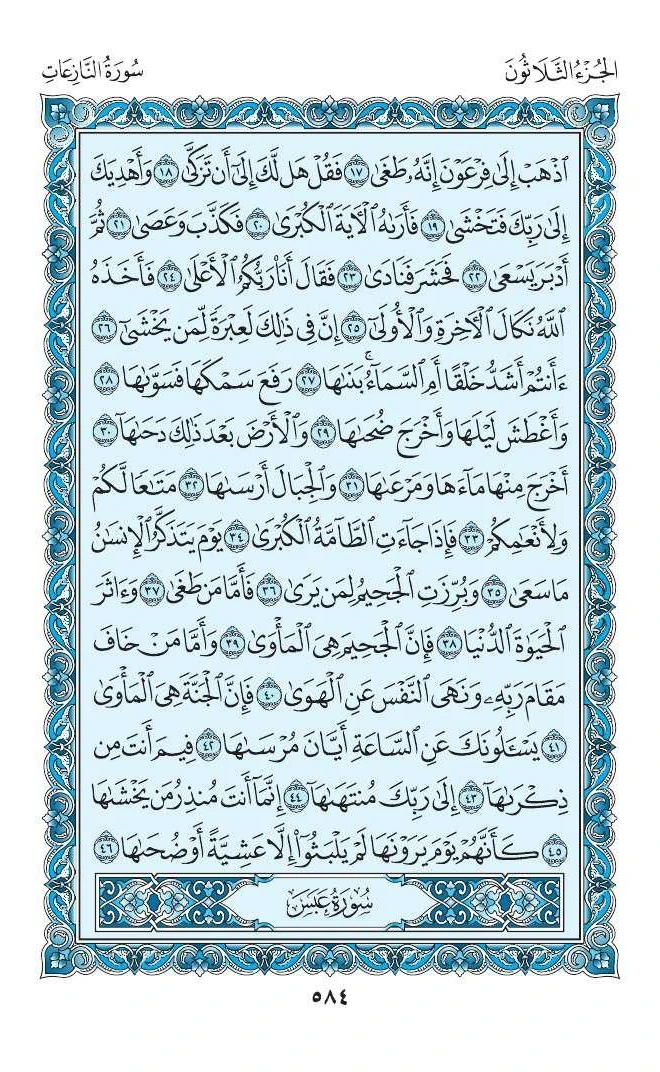 الجُزْءُ الثَّلَاثُونَ
سُورَةُ النَّازِعَاتِ
ٱذْهَبْ إِلَىٰ فِرْعَوْنَ إِنَّهُۥ طَغَىٰ ١٧ فَقُلْ هَل لَّكَ إِلَىٰٓ أَن تَزَكَّىٰ ١٨ وَأَهْدِيَكَ
إِلَىٰ رَبِّكَ فَتَخْشَىٰ ١٩ فَأَرَىٰهُ ٱلْأٓيَةَ ٱلْكُبْرَىٰ ٢٠ فَكَذَّبَ وَعَصَىٰ ٢١ ثُمَّ
أَدْبَرَ يَسْعَىٰ ٢٢ فَحَشَرَ فَنَادَىٰ ٢٣ فَقَالَ أَنَا۠ رَبُّكُمُ ٱلْأَعْلَىٰ ٢٤ فَأَخَذَهُ
ٱللَّهُ نَكَالَ ٱلْأٓخِرَةِ وَٱلْأُولَىٰٓ ٢٥ إِنَّ فِي ذَٰلِكَ لَعِبْرَةً لِّمَن يَخْشَىٰٓ ٢٦
ءَأَنتُمْ أَشَدُّ خَلْقًا أَمِ ٱلسَّمَآءُۚ بَنَىٰهَا ٢٧ رَفَعَ سَمْكَهَا فَسَوَّىٰهَا ٢٨
وَأَغْطَشَ لَيْلَهَا وَأَخْرَجَ ضُحَىٰهَا ٢٩ وَٱلْأَرْضَ بَعْدَ ذَٰلِكَ دَحَىٰهَآ ٣٠
أَخْرَجَ مِنْهَا مَآءَهَا وَمَرْعَىٰهَا ٣١ وَٱلْجِبَالَ أَرْسَىٰهَا ٣٢ مَتَٰعًا لَّكُمْ
وَلِأَنْعَٰمِكُمْ ٣٣ فَإِذَا جَآءَتِ ٱلطَّآمَّةُ ٱلْكُبْرَىٰ ٣٤ يَوْمَ يَتَذَكَّرُ ٱلْإِنسَٰنُ
مَا سَعَىٰ ٣٥ وَبُرِّزَتِ ٱلْجَحِيمُ لِمَن يَرَىٰ ٣٦ فَأَمَّا مَن طَغَىٰ ٣٧ وَءَاثَرَ
ٱلْحَيَوٰةَ ٱلدُّنْيَا ٣٨ فَإِنَّ ٱلْجَحِيمَ هِيَ ٱلْمَأْوَىٰ ٣٩ وَأَمَّا مَنْ خَافَ
مَقَامَ رَبِّهِۦ وَنَهَى ٱلنَّفْسَ عَنِ ٱلْهَوَىٰ ٤٠ فَإِنَّ ٱلْجَنَّةَ هِيَ ٱلْمَأْوَىٰ
٤١ يَسْـَٔلُونَكَ عَنِ ٱلسَّاعَةِ أَيَّانَ مُرْسَىٰهَا ٤٢ فِيمَ أَنتَ مِن
ذِكْرَىٰهَآ ٤٣ إِلَىٰ رَبِّكَ مُنتَهَىٰهَآ ٤٤ إِنَّمَآ أَنتَ مُنذِرُ مَن يَخْشَىٰهَا
٤٥ كَأَنَّهُمْ يَوْمَ يَرَوْنَهَا لَمْ يَلْبَثُوٓا۟ إِلَّا عَشِيَّةً أَوْ ضُحَىٰهَا ٤٦
سُورَةُ عَبَسَ
٥٨٤